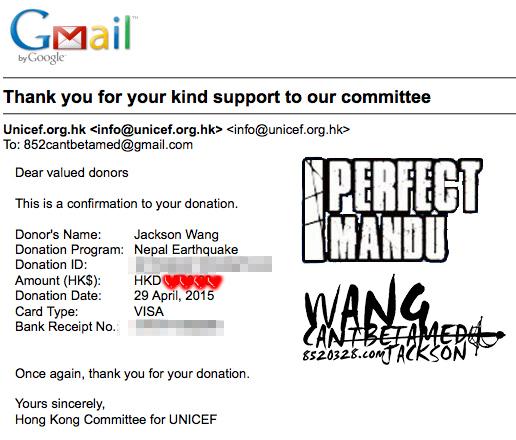 Gmail™
by Google
Thank you for your kind support to our committee
Unicef.org.hk <info@unicef.org.hk> <info@unicef.org.hk>
To: 852cantbetamed@gmail.com
Dear valued donors
This is a confirmation to your donation.
Donor's Name: Jackson Wang
Donation Program: Nepal Earthquake
Donation ID:
Amount (HK$): HKD
Donation Date: 29 April, 2015
Card Type: VISA
Bank Receipt No.:
Once again, thank you for your donation.
Yours sincerely,
Hong Kong Committee for UNICEF
PERFECT
MANDU
WANG
CANTBETAMED
8520328.com JACKSON